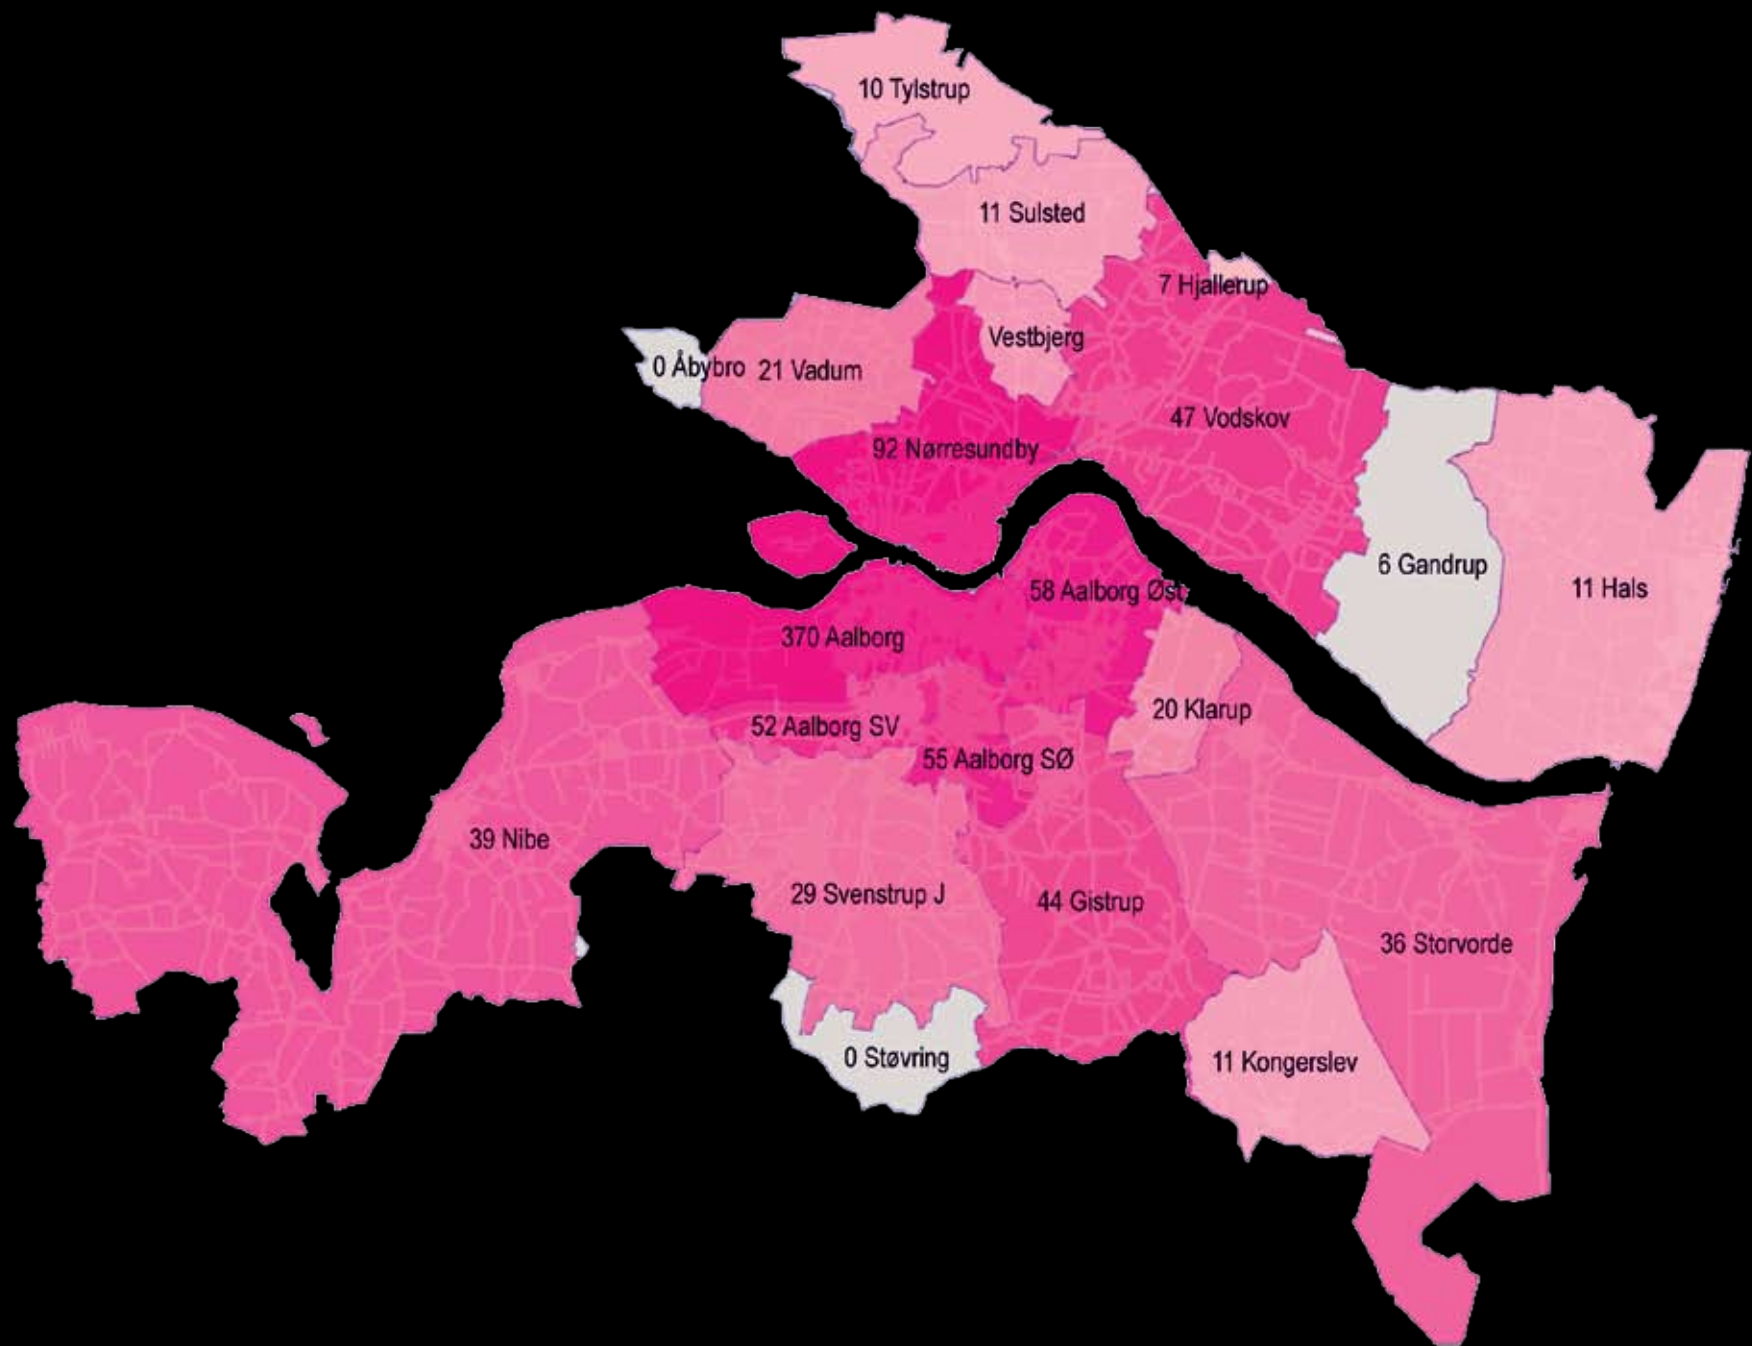 10 Tylstrup
11 Sulsted
7 Hjallerup
Vestbjerg
0 Åbybro
21 Vadum
47 Vodskov
92 Nørresundby
6 Gandrup
11 Hals
58 Aalborg Øst
370 Aalborg
20 Klarup
52 Aalborg SV
55 Aalborg SØ
39 Nibe
29 Svenstrup J
44 Gistrup
36 Storvorde
0 Støvring
11 Kongerslev